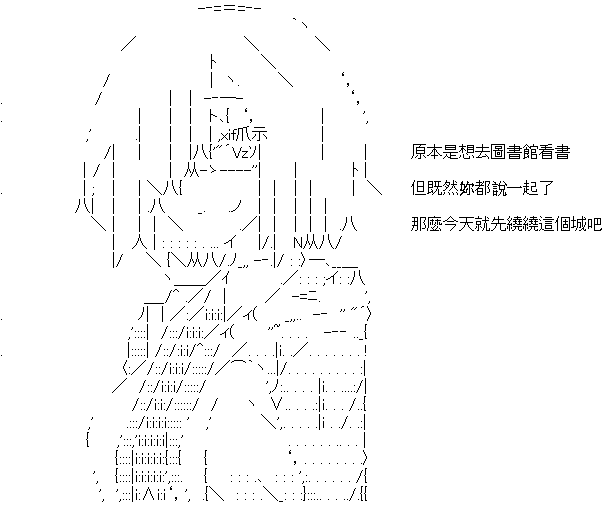 原本是想去圖書館看書
但既然妳都說一起了
那麼今天就先繞繞這個城吧